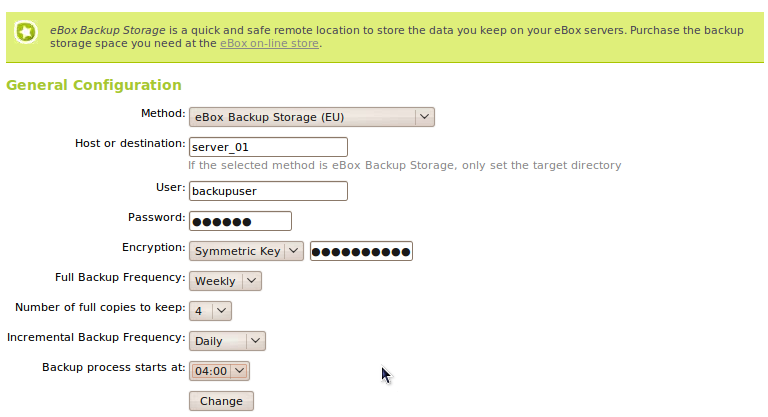 eBox Backup Storage is a quick and safe remote location to store the data you keep on your eBox servers. Purchase the backup
storage space you need at the eBox on-line store.
General Configuration
Method: eBox Backup Storage (EU)
Host or destination: server_01
If the selected method is eBox Backup Storage, only set the target directory
User: backupuser
Password: ●●●●●●
Encryption: Symmetric Key ●●●●●●●●●●
Full Backup Frequency: Weekly
Number of full copies to keep: 4
Incremental Backup Frequency: Daily
Backup process starts at: 04:00
Change